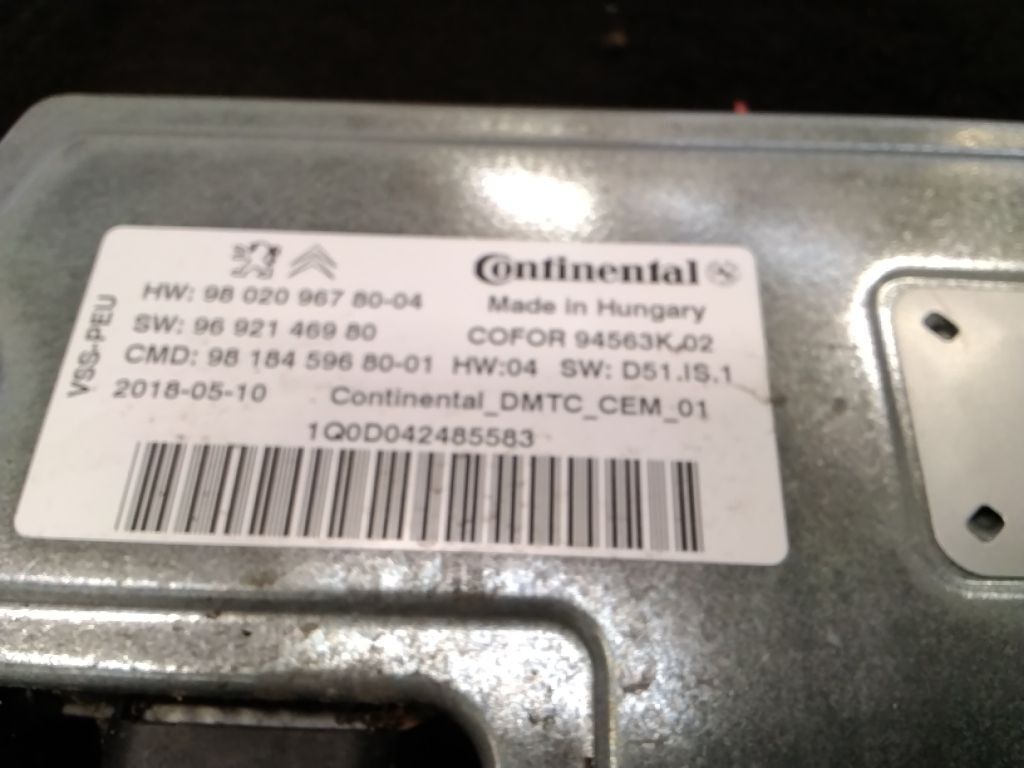 Continental
HW: 98 020 967 80-04
Made in Hungary
SW: 96 921 469 80
COFOR 94563K.02
CMD: 98 184 596 80-01 HW:04 SW: D51.IS.1
2018-05-10 Continental_DMTC_CEM_01
1Q0D042485583
VSS-PEU